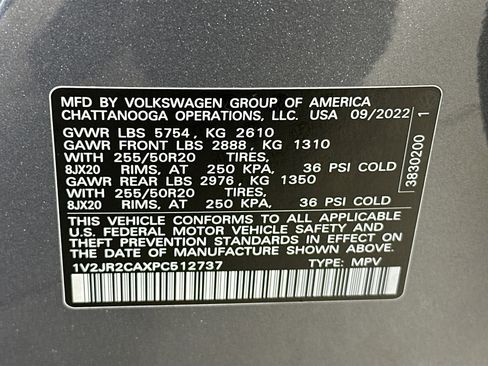 MFD BY VOLKSWAGEN GROUP OF AMERICA
CHATTANOOGA OPERATIONS, LLC. USA 09/2022
GVWR LBS 5754, KG 2610
GAWR FRONT LBS 2888, KG 1310
WITH 255/50R20 TIRES,
8JX20 RIMS, AT 250 KPA, 36 PSI COLD
GAWR REAR LBS 2976, KG 1350
WITH 255/50R20 TIRES,
8JX20 RIMS, AT 250 KPA, 36 PSI COLD
THIS VEHICLE CONFORMS TO ALL APPLICABLE
U.S. FEDERAL MOTOR VEHICLE SAFETY AND
THEFT PREVENTION STANDARDS IN EFFECT ON
THE DATE OF MANUFACTURE SHOWN ABOVE.
1V2JR2CAXPC512737 TYPE: MPV
3830200 1